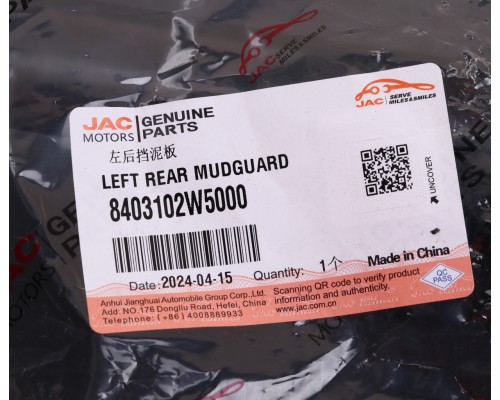 JAC
MOTORS
GENUINE
PARTS
JAC
SERVE
MILES&SMILES
左后挡泥板
LEFT REAR MUDGUARD
8403102W5000
UNCOVER
Date:2024-04-15
Quantity: 1个
Made in China
QC
PASS
Anhui Jianghuai Automobile Group Corp.,Ltd.
Add: NO.176 Dongliu Road, Hefei, China
Telephone: (+86) 4008889933
Scanning QR code to verify product
information and authenticity.
www.jac.com.cn